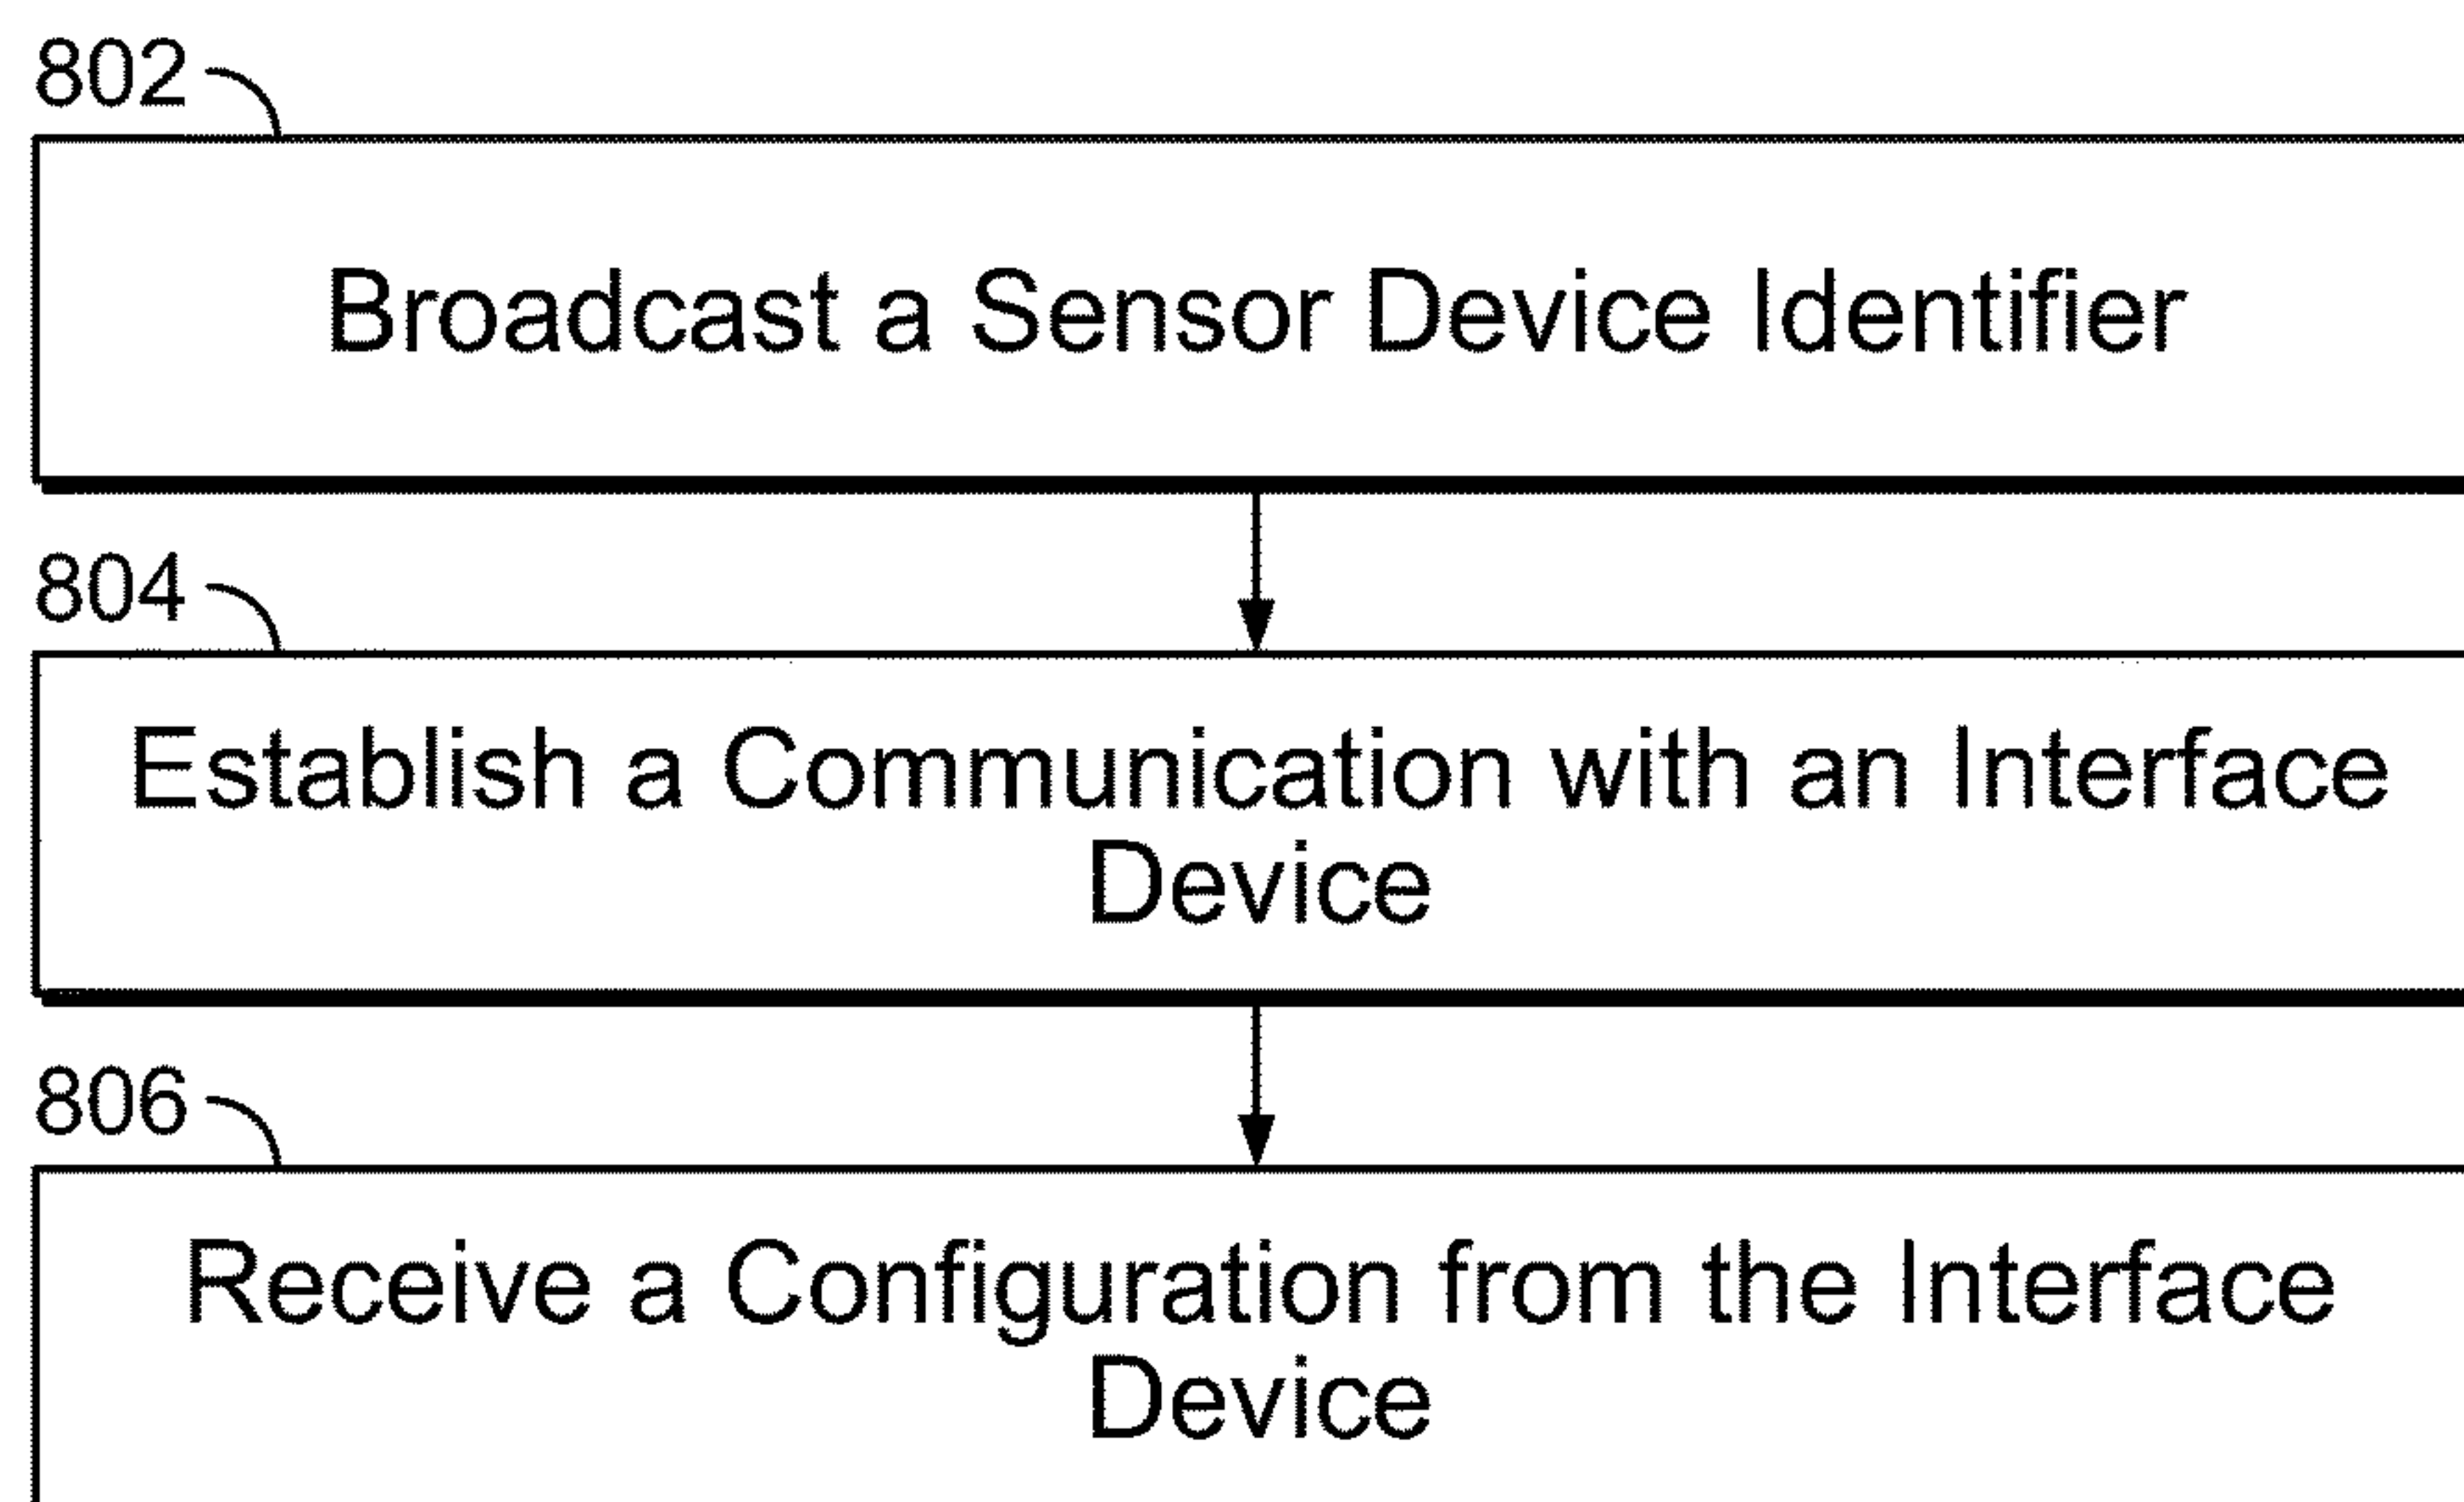 802
Broadcast a Sensor Device Identifier
804
Establish a Communication with an Interface
Device
806
Receive a Configuration from the Interface
Device